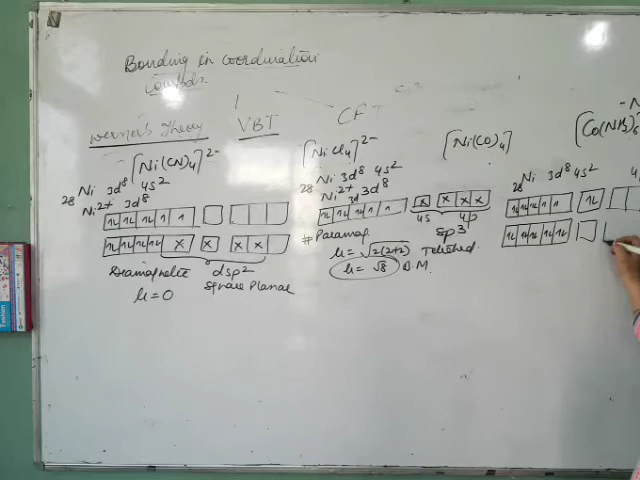 Bonding in coordination
Compds.
Werner's Theory VBT CFT
[Ni(CN)4]2-
28 Ni 3d8 4s2
Ni2+ 3d8
Diamagnetic dsp2
Square Planar
μ=0
[NiCl4]2-
28 Ni 3d8 4s2
Ni2+ 3d8
3d
4s 4p
# Paramag. sp3
μ = √2(2+2) Tetrahed.
μ = √8 B.M.
[Ni(CO)4]
28 Ni 3d8 4s2
[Co(NH3)6